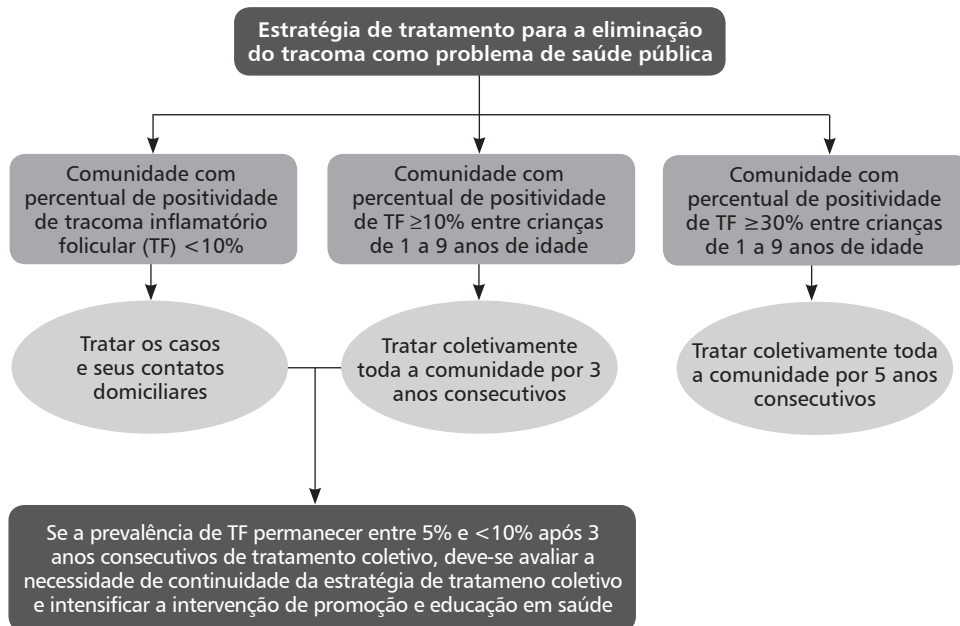 Estratégia de tratamento para a eliminação
do tracoma como problema de saúde pública
Comunidade com
percentual de positividade
de tracoma inflamatório
folicular (TF) <10%
Comunidade com
percentual de positividade
de TF ≥10% entre crianças
de 1 a 9 anos de idade
Comunidade com
percentual de positividade
de TF ≥30% entre crianças
de 1 a 9 anos de idade
Tratar os casos
e seus contatos
domiciliares
Tratar coletivamente
toda a comunidade por 3
anos consecutivos
Tratar coletivamente toda
a comunidade por 5 anos
consecutivos
Se a prevalência de TF permanecer entre 5% e <10% após 3
anos consecutivos de tratamento coletivo, deve-se avaliar a
necessidade de continuidade da estratégia de tratameno coletivo
e intensificar a intervenção de promoção e educação em saúde